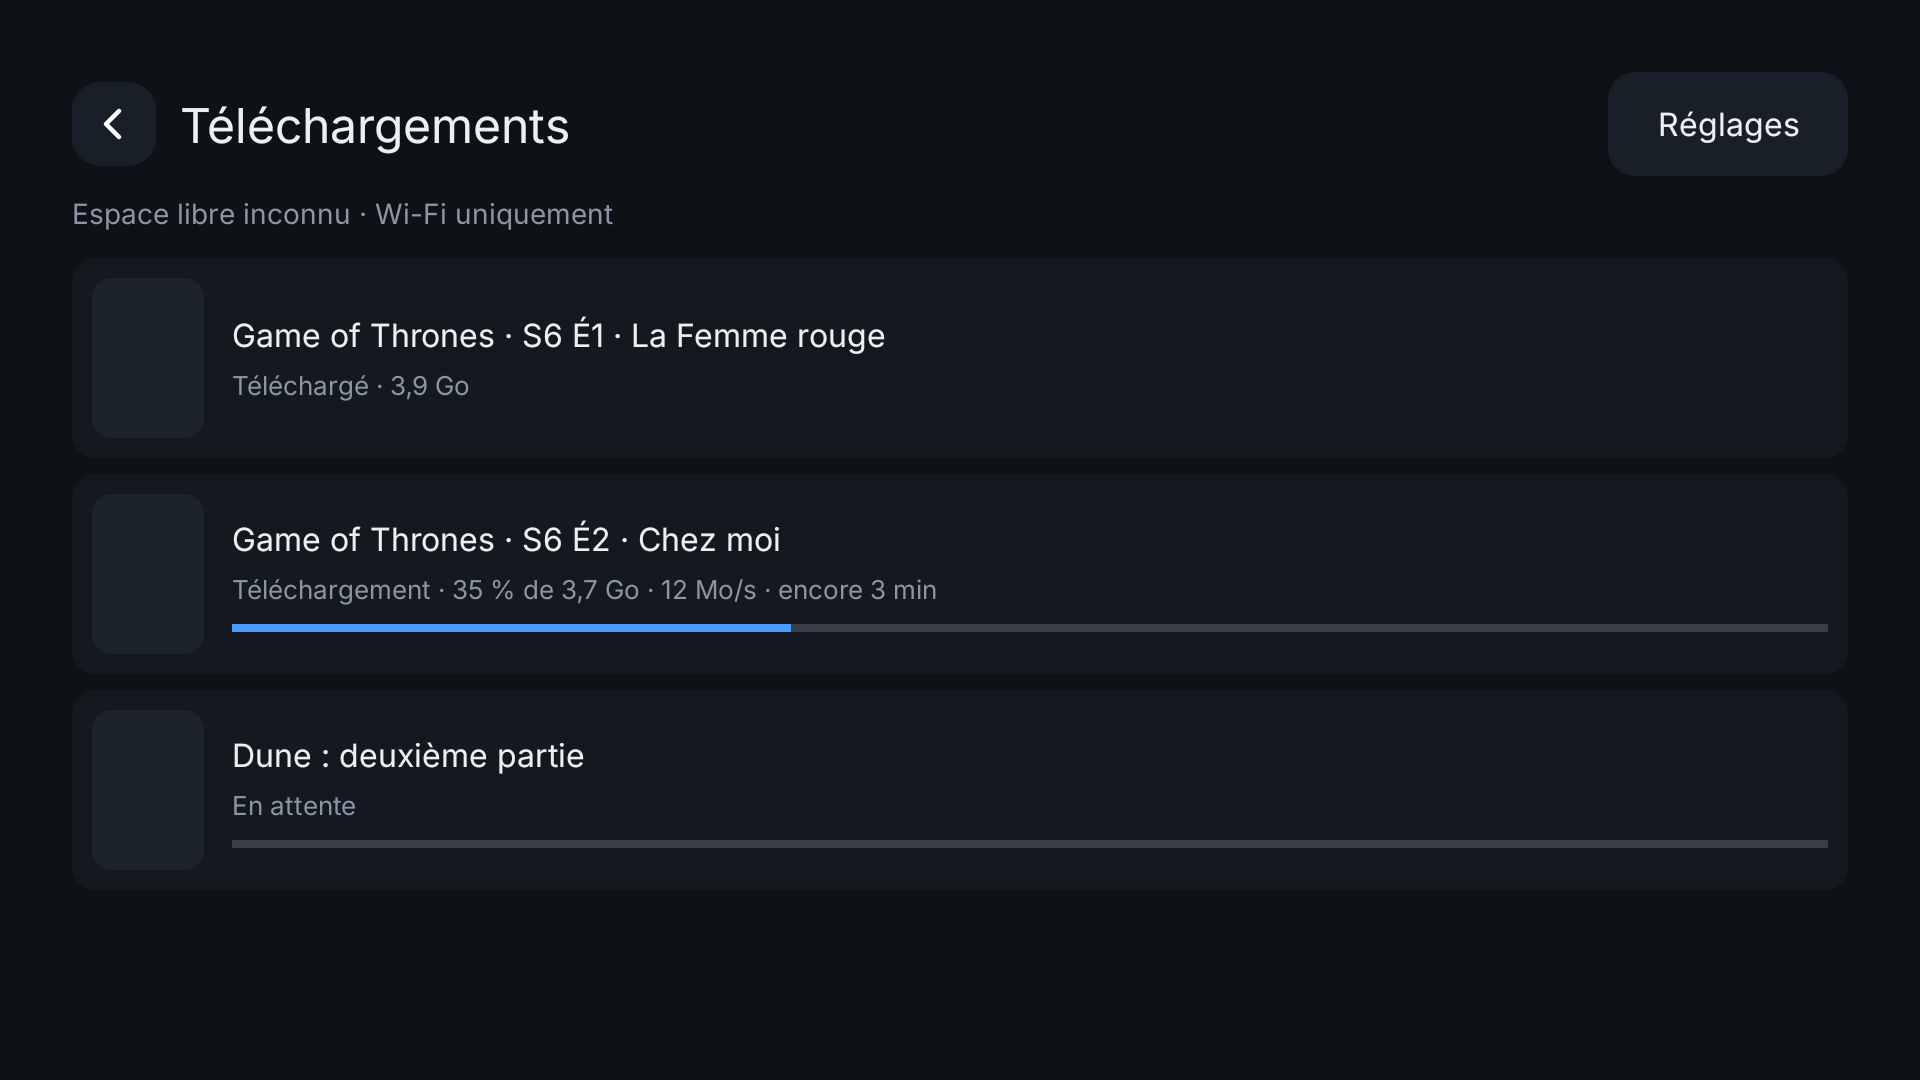 Téléchargements
Réglages
Espace libre inconnu · Wi-Fi uniquement
Game of Thrones · S6 É1 · La Femme rouge
Téléchargé · 3,9 Go
Game of Thrones · S6 É2 · Chez moi
Téléchargement · 35 % de 3,7 Go · 12 Mo/s · encore 3 min
Dune : deuxième partie
En attente